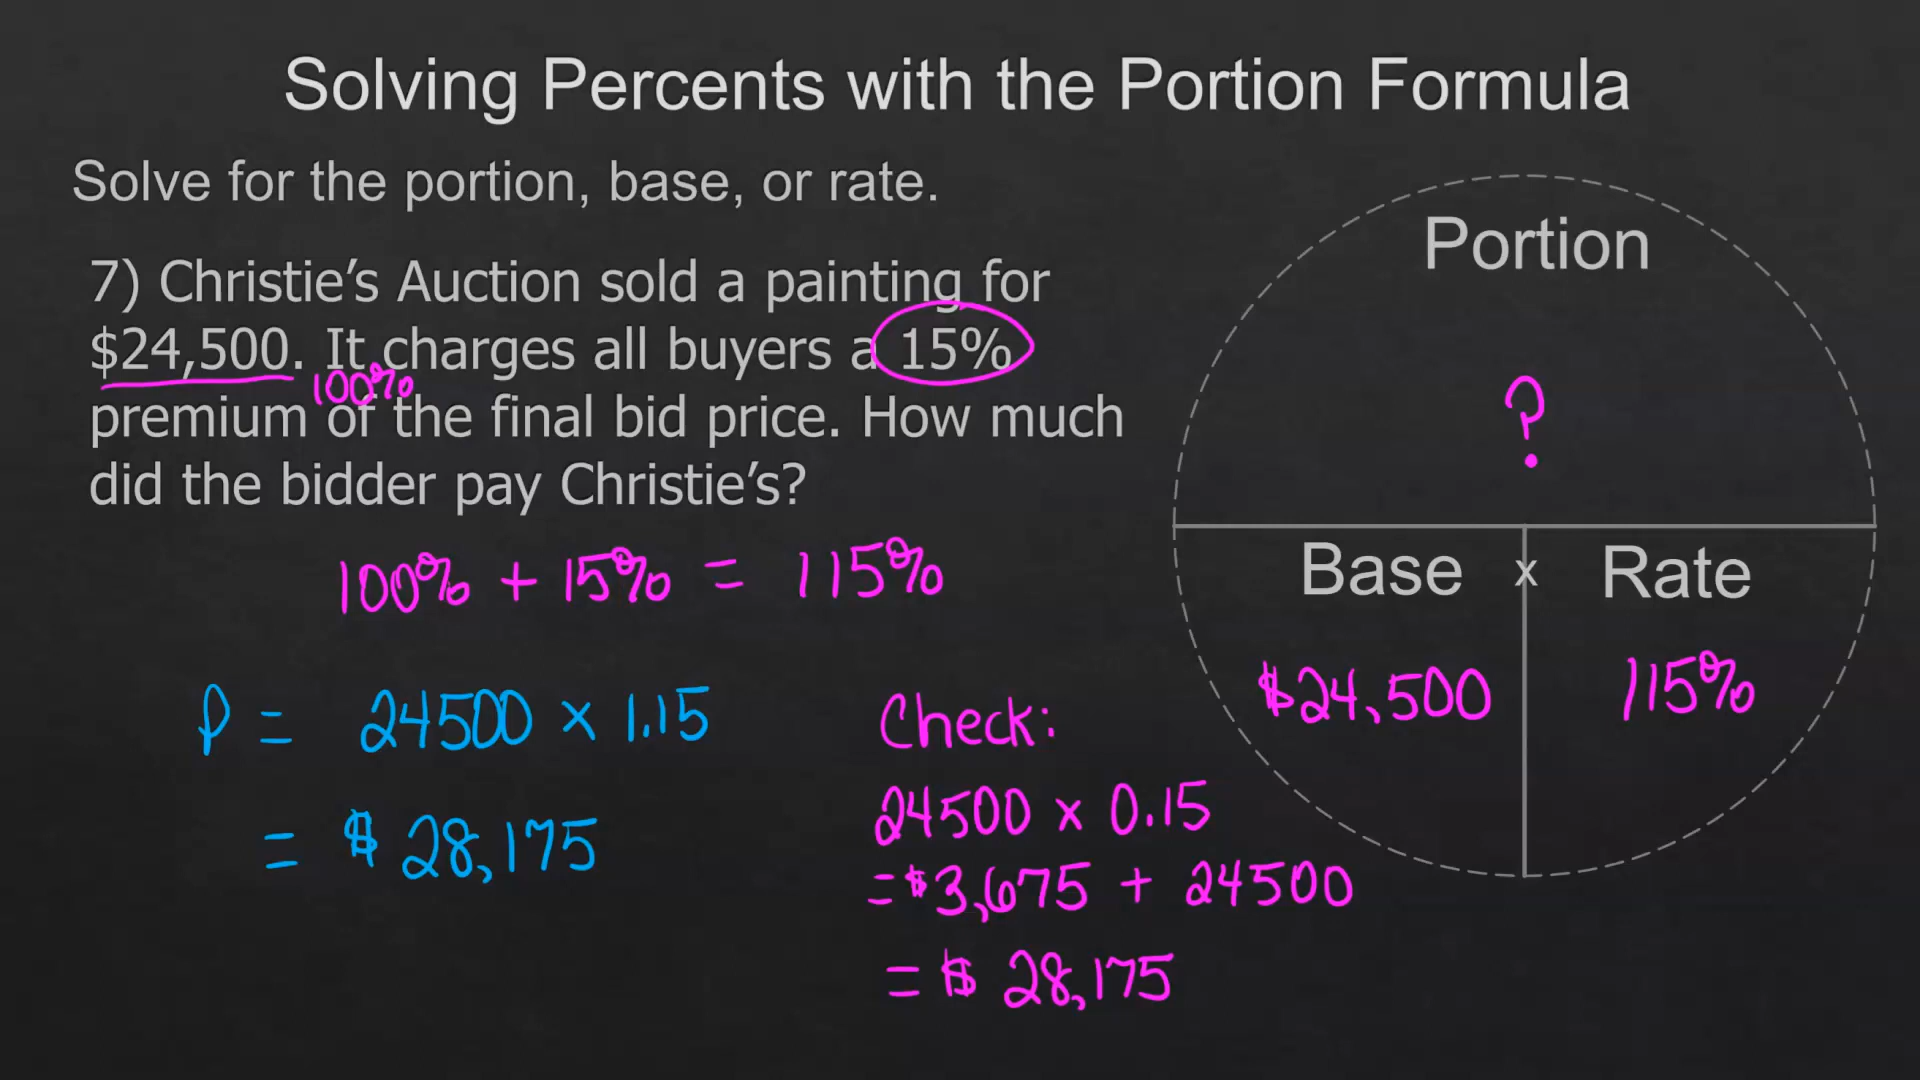 Solving Percents with the Portion Formula
Solve for the portion, base, or rate.
7) Christie’s Auction sold a painting for
$24,500. It charges all buyers a 15%
100%
premium of the final bid price. How much
did the bidder pay Christie’s?
100% + 15% = 115%
P = 24500 x 1.15
= $ 28,175
Check:
24500 x 0.15
= $3,675 + 24500
= $ 28,175
Portion
?
Base x Rate
$24,500 115%